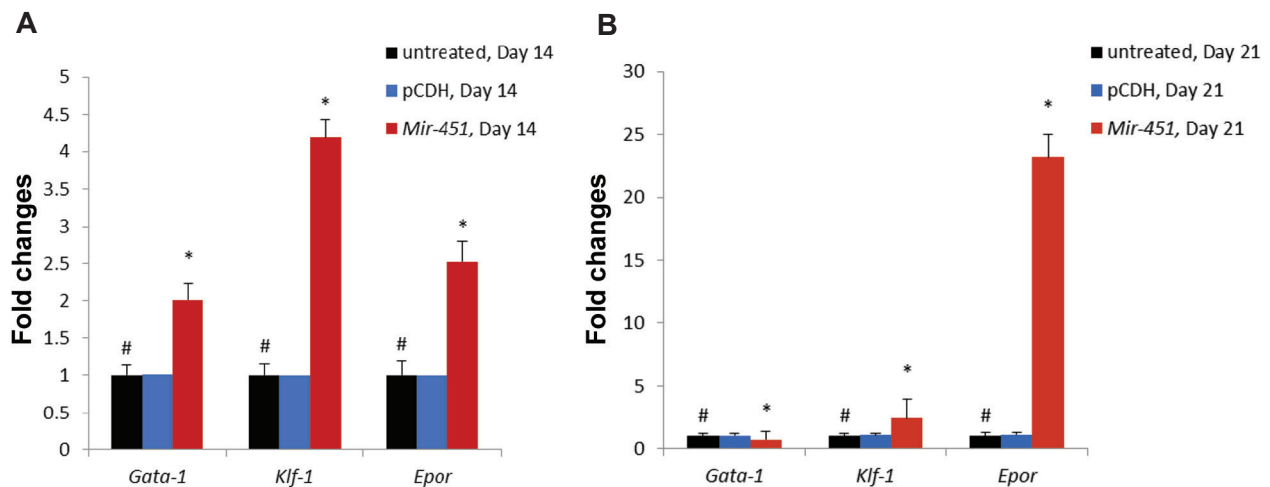 A
untreated, Day 14
pCDH, Day 14
Mir-451, Day 14
Fold changes
5
4.5
4
3.5
3
2.5
2
1.5
1
0.5
0
#
*
#
*
#
*
Gata-1
Klf-1
Epor
B
untreated, Day 21
pCDH, Day 21
Mir-451, Day 21
Fold changes
30
25
20
15
10
5
0
#
*
#
*
#
*
Gata-1
Klf-1
Epor